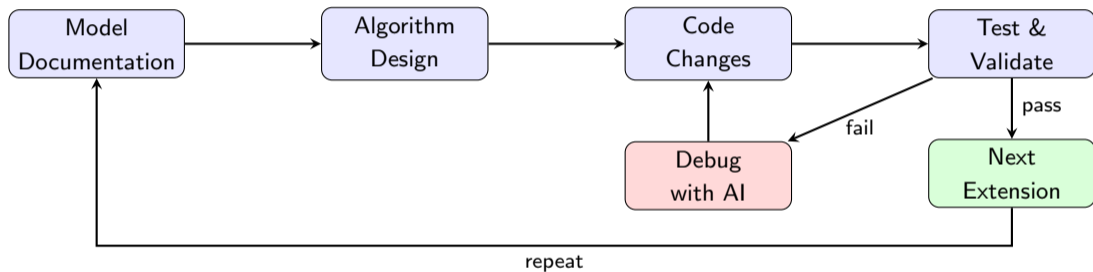 Model
Documentation
Algorithm
Design
Code
Changes
Test &
Validate
fail
pass
Debug
with AI
Next
Extension
repeat